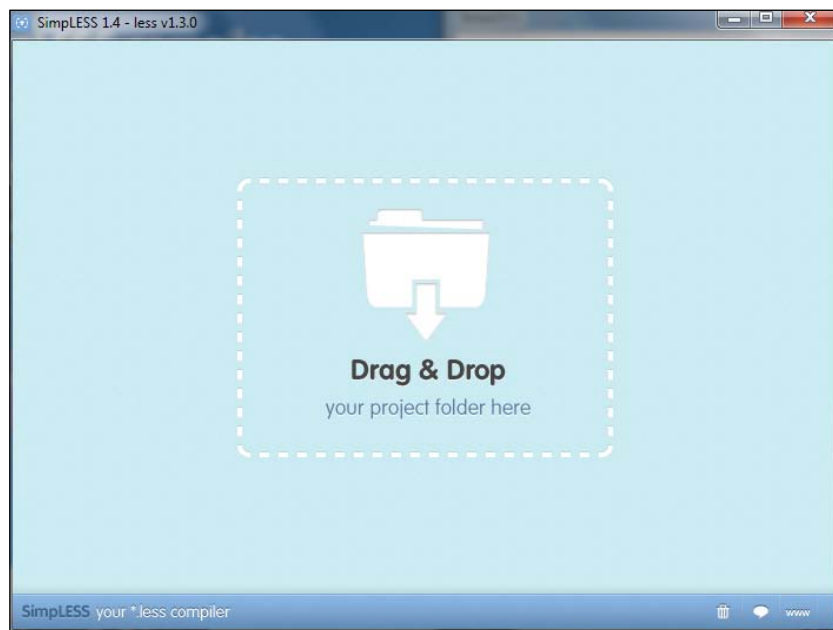 SimpLESS 1.4 - less v1.3.0
Drag & Drop
your project folder here
SimpLESS your *.less compiler
www